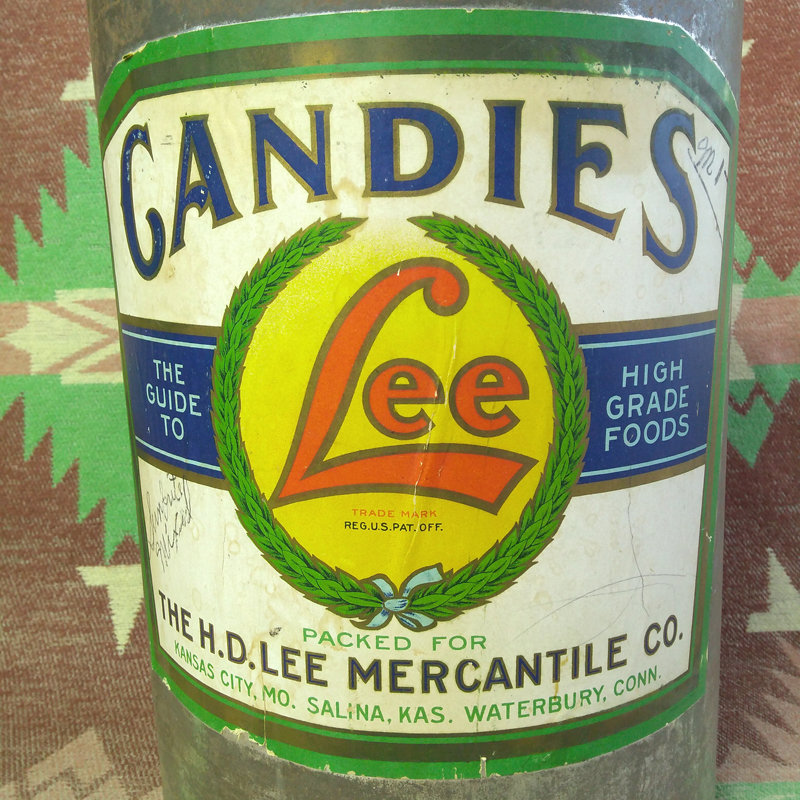 CANDIES
Lee
THE
GUIDE
TO
HIGH
GRADE
FOODS
TRADE MARK
REG.U.S.PAT.OFF.
PACKED FOR
THE H.D. LEE MERCANTILE CO.
KANSAS CITY, MO. SALINA, KAS. WATERBURY, CONN.